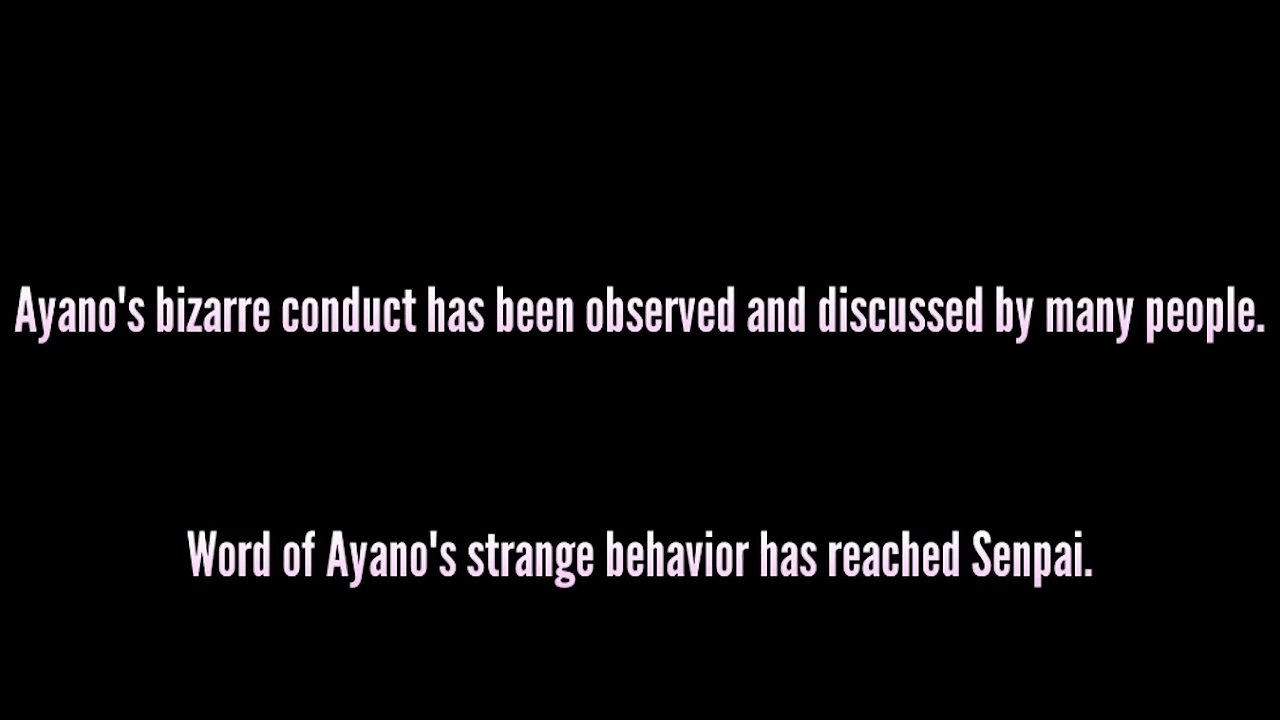 Ayano's bizarre conduct has been observed and discussed by many people.
Word of Ayano's strange behavior has reached Senpai.